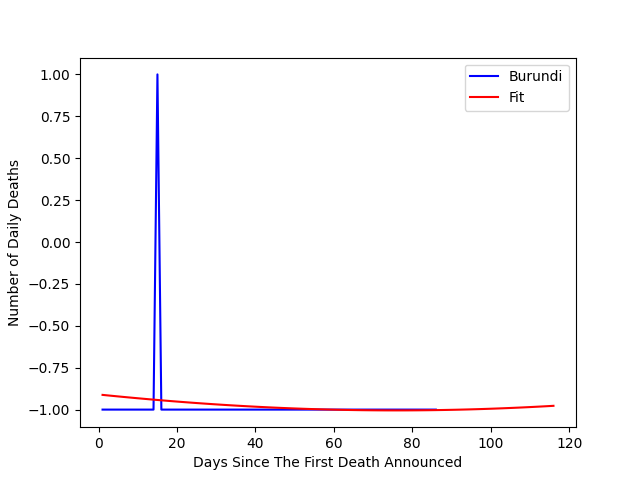 Burundi
Fit
1.00
0.75
0.50
0.25
0.00
−0.25
−0.50
−0.75
−1.00
Number of Daily Deaths
0 20 40 60 80 100 120
Days Since The First Death Announced